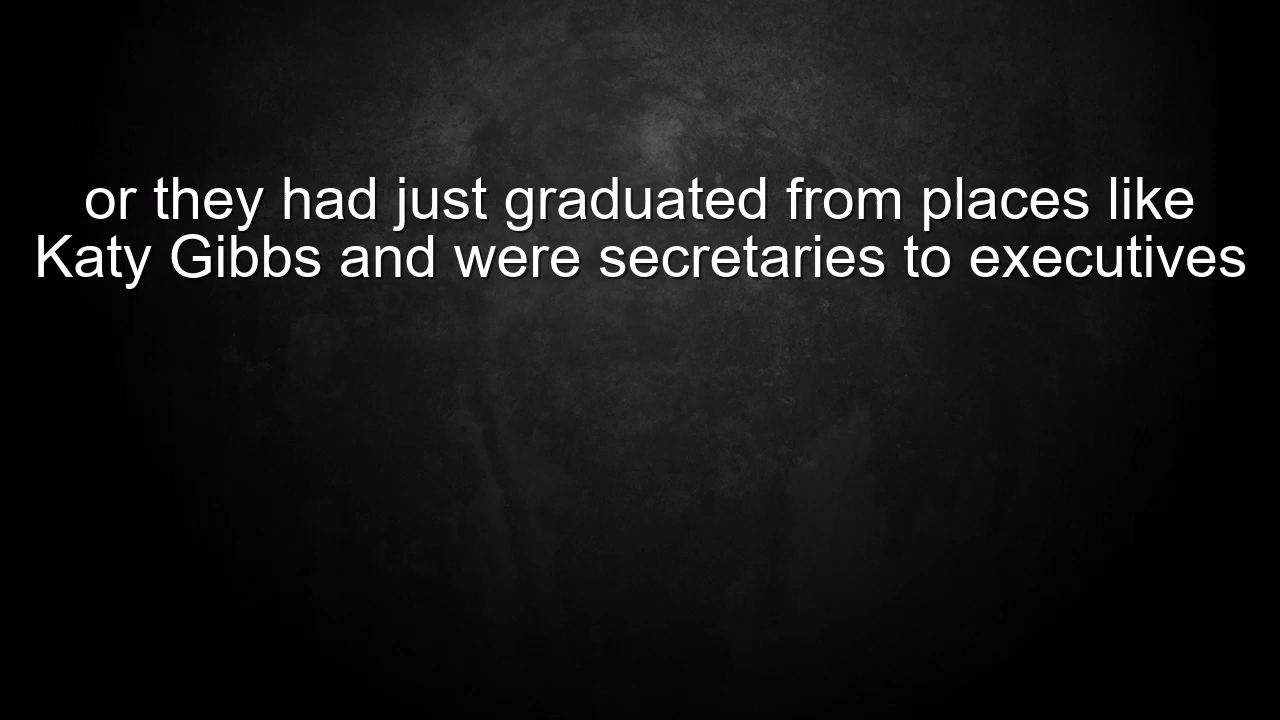 or they had just graduated from places like
Katy Gibbs and were secretaries to executives